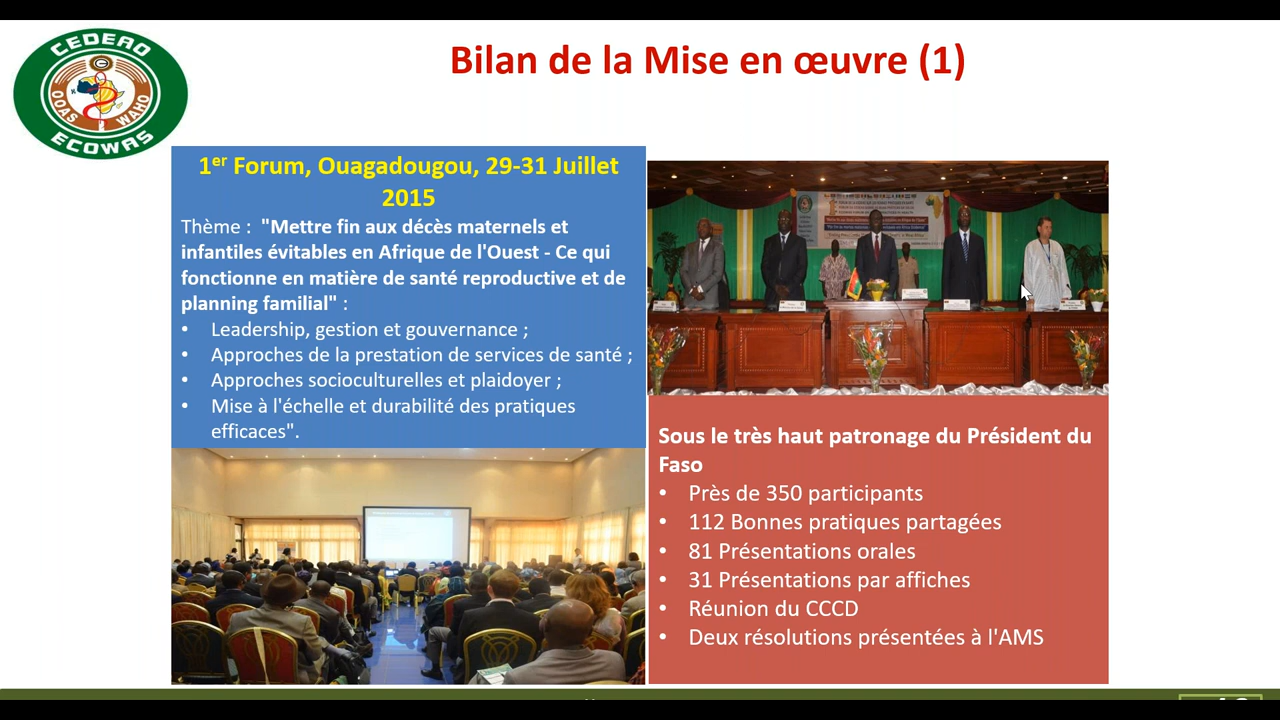 CEDEAO
OOAS WAHO
ECOWAS
Bilan de la Mise en œuvre (1)
1er Forum, Ouagadougou, 29-31 Juillet
2015
Thème : "Mettre fin aux décès maternels et
infantiles évitables en Afrique de l'Ouest - Ce qui
fonctionne en matière de santé reproductive et de
planning familial" :
• Leadership, gestion et gouvernance ;
• Approches de la prestation de services de santé ;
• Approches socioculturelles et plaidoyer ;
• Mise à l'échelle et durabilité des pratiques
efficaces".
Sous le très haut patronage du Président du
Faso
• Près de 350 participants
• 112 Bonnes pratiques partagées
• 81 Présentations orales
• 31 Présentations par affiches
• Réunion du CCCD
• Deux résolutions présentées à l'AMS